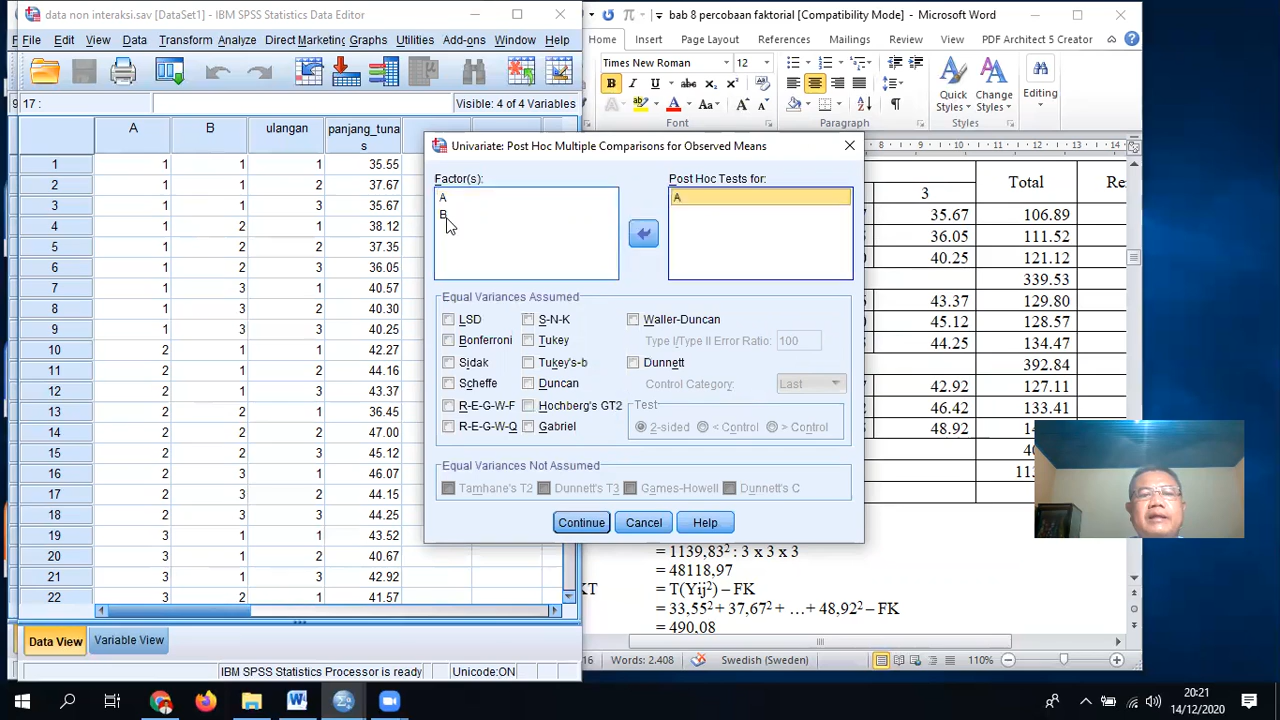 data non interaksi.sav [DataSet1] - IBM SPSS Statistics Data Editor
File Edit View Data Transform Analyze Direct Marketing Graphs Utilities Add-ons Window Help
17 :
Visible: 4 of 4 Variables
A B ulangan panjang_tuna
s
1 1 1 1 35.55
2 1 1 2 37.67
3 1 1 3 35.67
4 1 2 1 38.12
5 1 2 2 37.35
6 1 2 3 36.05
7 1 3 1 40.57
8 1 3 2 40.30
9 1 3 3 40.25
10 2 1 1 42.27
11 2 1 2 44.16
12 2 1 3 43.37
13 2 2 1 36.45
14 2 2 2 47.00
15 2 2 3 45.12
16 2 3 1 46.07
17 2 3 2 44.15
18 2 3 3 44.25
19 3 1 1 43.52
20 3 1 2 40.67
21 3 1 3 42.92
22 3 2 1 41.57
Data View Variable View
IBM SPSS Statistics Processor is ready
Unicode:ON
bab 8 percobaan faktorial [Compatibility Mode] - Microsoft Word
Home Insert Page Layout References Mailings Review View PDF Architect 5 Creator
Times New Roman 12
Quick
Styles
Change
Styles
Editing
Font Paragraph Styles
10 11 12 13 14 15 16
Univariate: Post Hoc Multiple Comparisons for Observed Means
Factor(s):
A
B
Post Hoc Tests for:
A
Equal Variances Assumed
LSD S-N-K Waller-Duncan
Bonferroni Tukey Type I/Type II Error Ratio: 100
Sidak Tukey's-b Dunnett
Scheffe Duncan Control Category: Last
R-E-G-W-F Hochberg's GT2 Test
R-E-G-W-Q Gabriel 2-sided < Control > Control
Equal Variances Not Assumed
Tamhane's T2 Dunnett's T3 Games-Howell Dunnett's C
Continue Cancel Help
3 Total
35.67 106.89
36.05 111.52
40.25 121.12
339.53
43.37 129.80
45.12 128.57
44.25 134.47
392.84
42.92 127.11
46.42 133.41
48.92
= 1139,83² : 3 x 3 x 3
= 48118,97
KT = T(Yij²) – FK
= 33,55² + 37,67² + …+ 48,92² – FK
= 490,08
Words: 2.408 Swedish (Sweden) 110%
20:21
14/12/2020